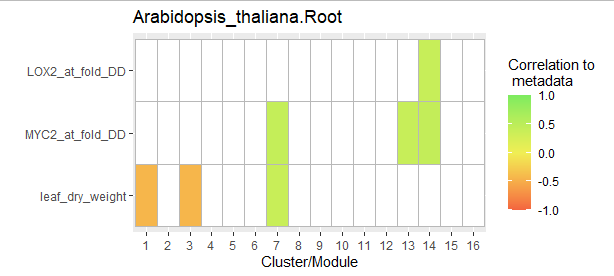 Arabidopsis_thaliana.Root
LOX2_at_fold_DD
MYC2_at_fold_DD
leaf_dry_weight
1 2 3 4 5 6 7 8 9 10 11 12 13 14 15 16
Cluster/Module
Correlation to
metadata
1.0
0.5
0.0
-0.5
-1.0